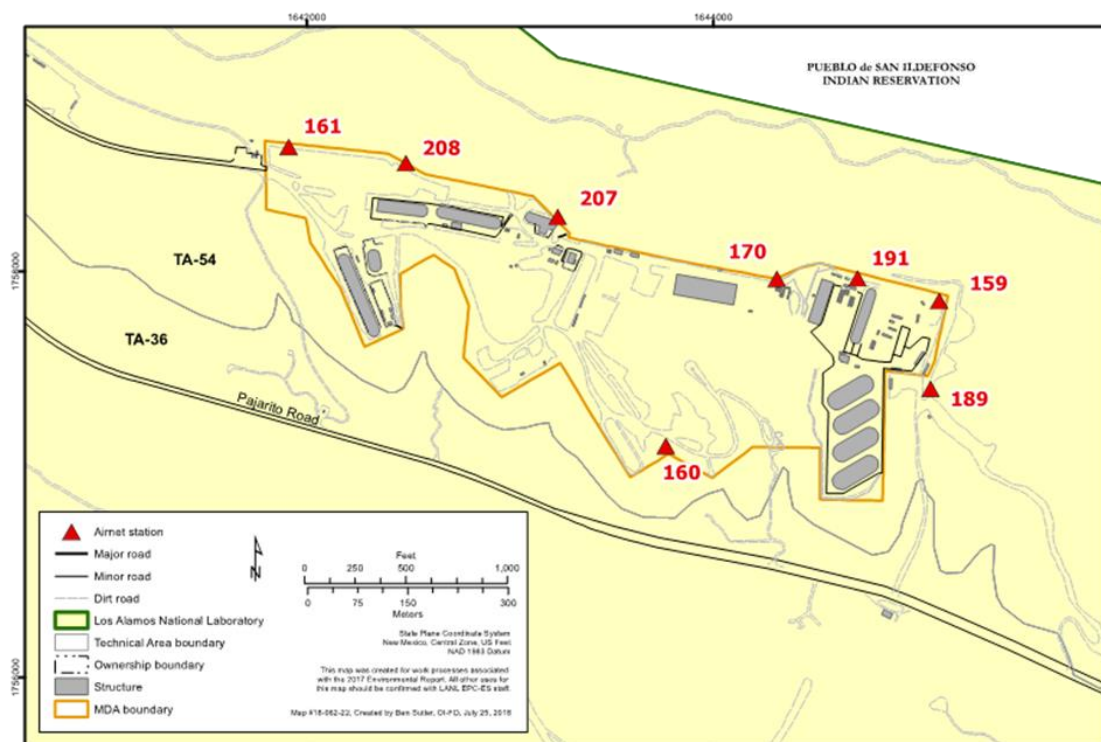 1642000
1644000
PUEBLO de SAN ILDEFONSO
INDIAN RESERVATION
161
208
207
170
191
159
1758000
TA-54
TA-36
189
Pajarito Road
160
Airnet station
Major road
Minor road
Dirt road
Los Alamos National Laboratory
Technical Area boundary
Ownership boundary
Structure
MDA boundary
N
Feet
0 250 500 1,000
0 75 150 300
Meters
State Plane Coordinate System
New Mexico, Central Zone, US Feet
NAD 1983 Datum
This map was created for work processes associated
with the 2017 Environmental Report. All other uses for
this map should be confirmed with LANL EPC-ES staff.
Map #18-062-22, Created by Ben Sutter, OI-FO, July 25, 2018
1756000